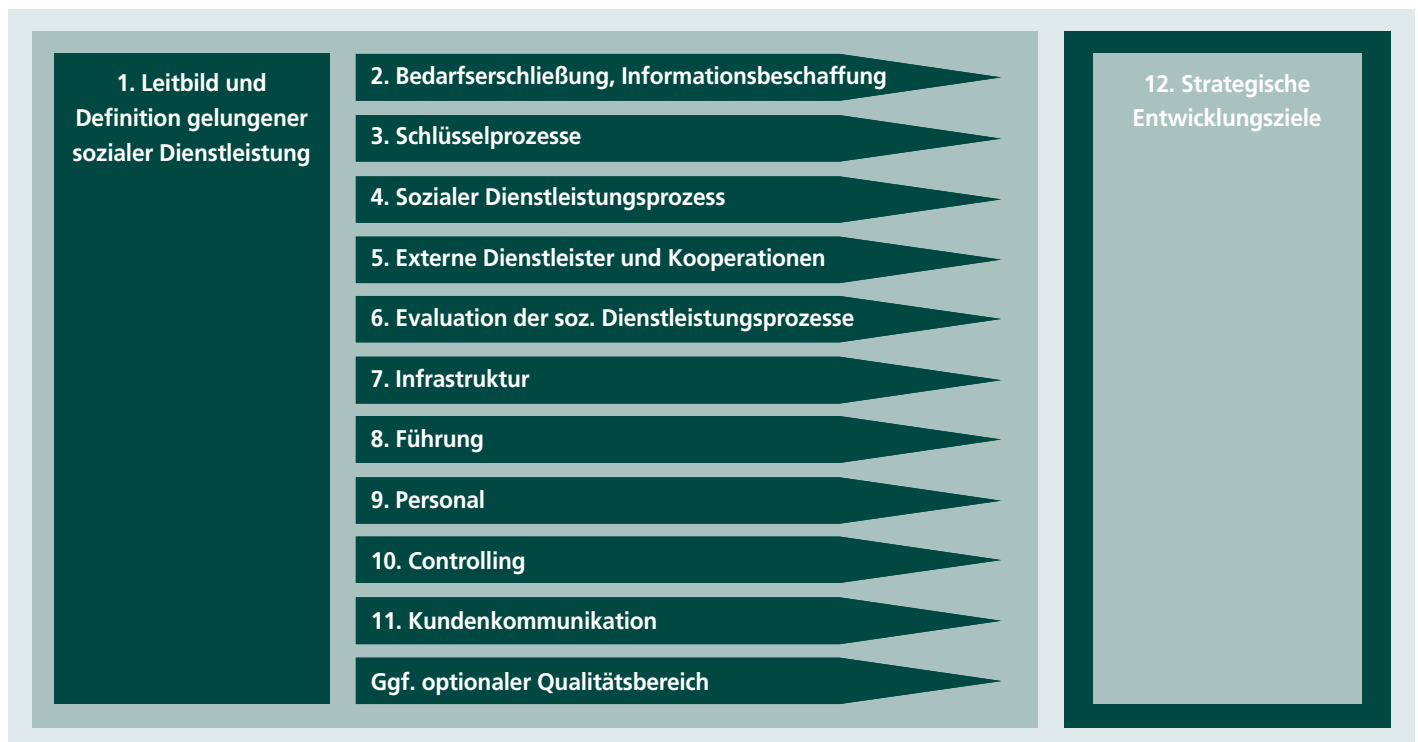 1. Leitbild und
Definition gelungener
sozialer Dienstleistung
2. Bedarfserschließung, Informationsbeschaffung
3. Schlüsselprozesse
4. Sozialer Dienstleistungsprozess
5. Externe Dienstleister und Kooperationen
6. Evaluation der soz. Dienstleistungsprozesse
7. Infrastruktur
8. Führung
9. Personal
10. Controlling
11. Kundenkommunikation
Ggf. optionaler Qualitätsbereich
12. Strategische
Entwicklungsziele